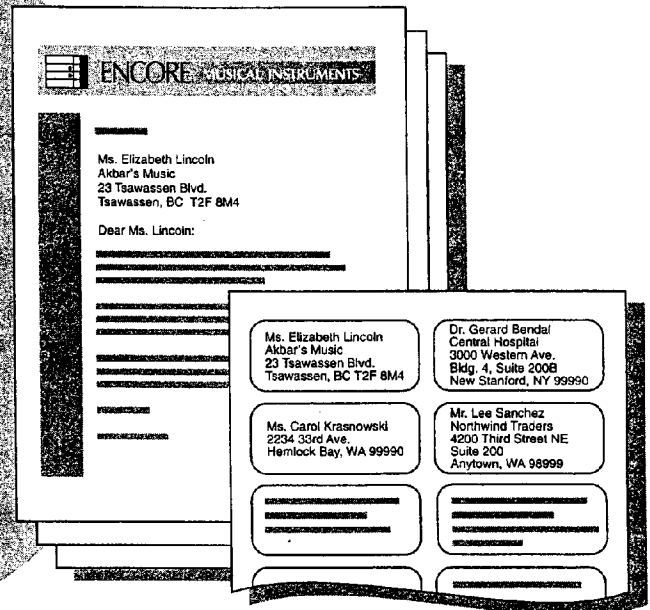 ENCORE MUSICAL INSTRUMENTS
Ms. Elizabeth Lincoln
Akbar's Music
23 Tsawassen Blvd.
Tsawassen, BC T2F 8M4
Dear Ms. Lincoln:
Ms. Elizabeth Lincoln
Akbar's Music
23 Tsawassen Blvd.
Tsawassen, BC T2F 8M4
Dr. Gerard Bendal
Central Hospital
3000 Western Ave.
Bldg. 4, Suite 200B
New Stanford, NY 99990
Ms. Carol Krasnowski
2234 33rd Ave.
Hemlock Bay, WA 99990
Mr. Lee Sanchez
Northwind Traders
4200 Third Street NE
Suite 200
Anytown, WA 98999